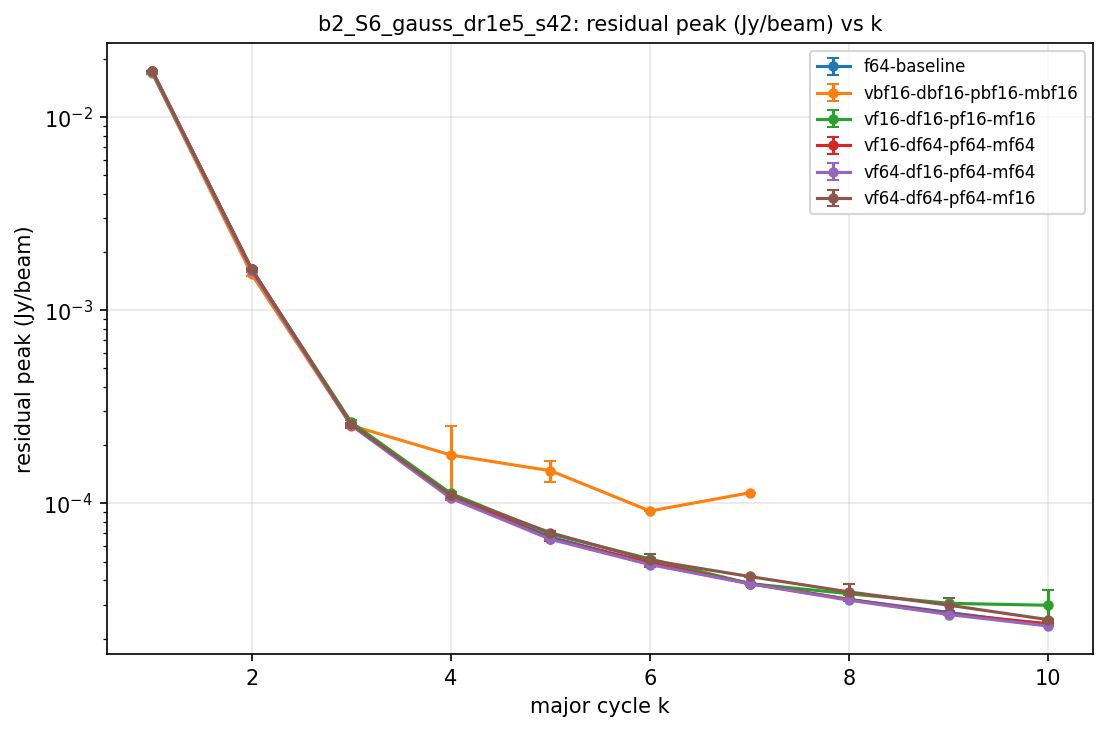 b2_S6_gauss_dr1e5_s42: residual peak (Jy/beam) vs k
f64-baseline
vbf16-dbf16-pbf16-mbf16
vf16-df16-pf16-mf16
vf16-df64-pf64-mf64
vf64-df16-pf64-mf64
vf64-df64-pf64-mf16
residual peak (Jy/beam)
10⁻²
10⁻³
10⁻⁴
2 4 6 8 10
major cycle k